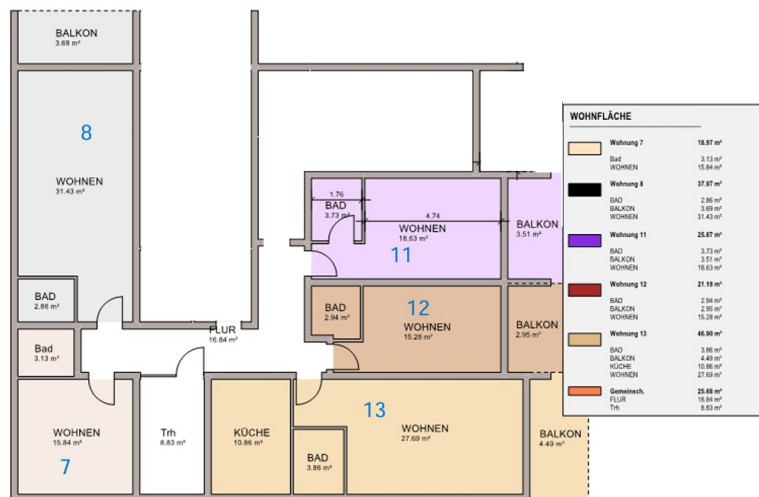 BALKON
3.69 m²
8
WOHNEN
31.43 m²
BAD
2.86 m²
Bad
3.13 m²
WOHNEN
15.84 m²
7
Trh
8.83 m²
FLUR
16.84 m²
KÜCHE
10.86 m²
BAD
3.86 m²
13
WOHNEN
27.69 m²
BALKON
4.49 m²
1.76
BAD
3.73 m²
4.74
WOHNEN
18.63 m²
11
BALKON
3.51 m²
BAD
2.94 m²
12
WOHNEN
15.28 m²
BALKON
2.95 m²
WOHNFLÄCHE
Wohnung 7 18.97 m²
Bad 3.13 m²
WOHNEN 15.84 m²
Wohnung 8 37.97 m²
BAD 2.86 m²
BALKON 3.69 m²
WOHNEN 31.43 m²
Wohnung 11 25.87 m²
BAD 3.73 m²
BALKON 3.51 m²
WOHNEN 18.63 m²
Wohnung 12 21.18 m²
BAD 2.94 m²
BALKON 2.95 m²
WOHNEN 15.28 m²
Wohnung 13 46.90 m²
BAD 3.86 m²
BALKON 4.49 m²
KÜCHE 10.86 m²
WOHNEN 27.69 m²
Gemeinsch. 25.68 m²
FLUR 16.84 m²
Trh 8.83 m²